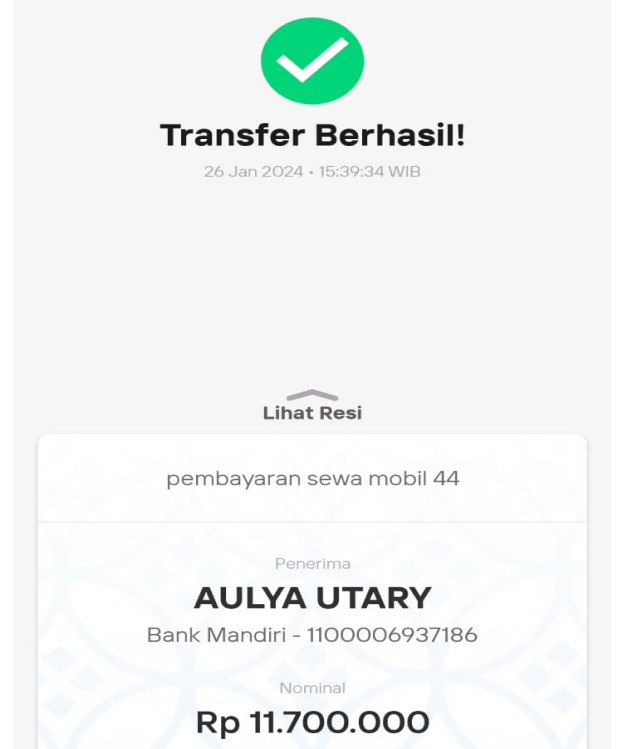 Transfer Berhasil!
26 Jan 2024 • 15:39:34 WIB
Lihat Resi
pembayaran sewa mobil 44
Penerima
AULYA UTARY
Bank Mandiri - 1100006937186
Nominal
Rp 11.700.000